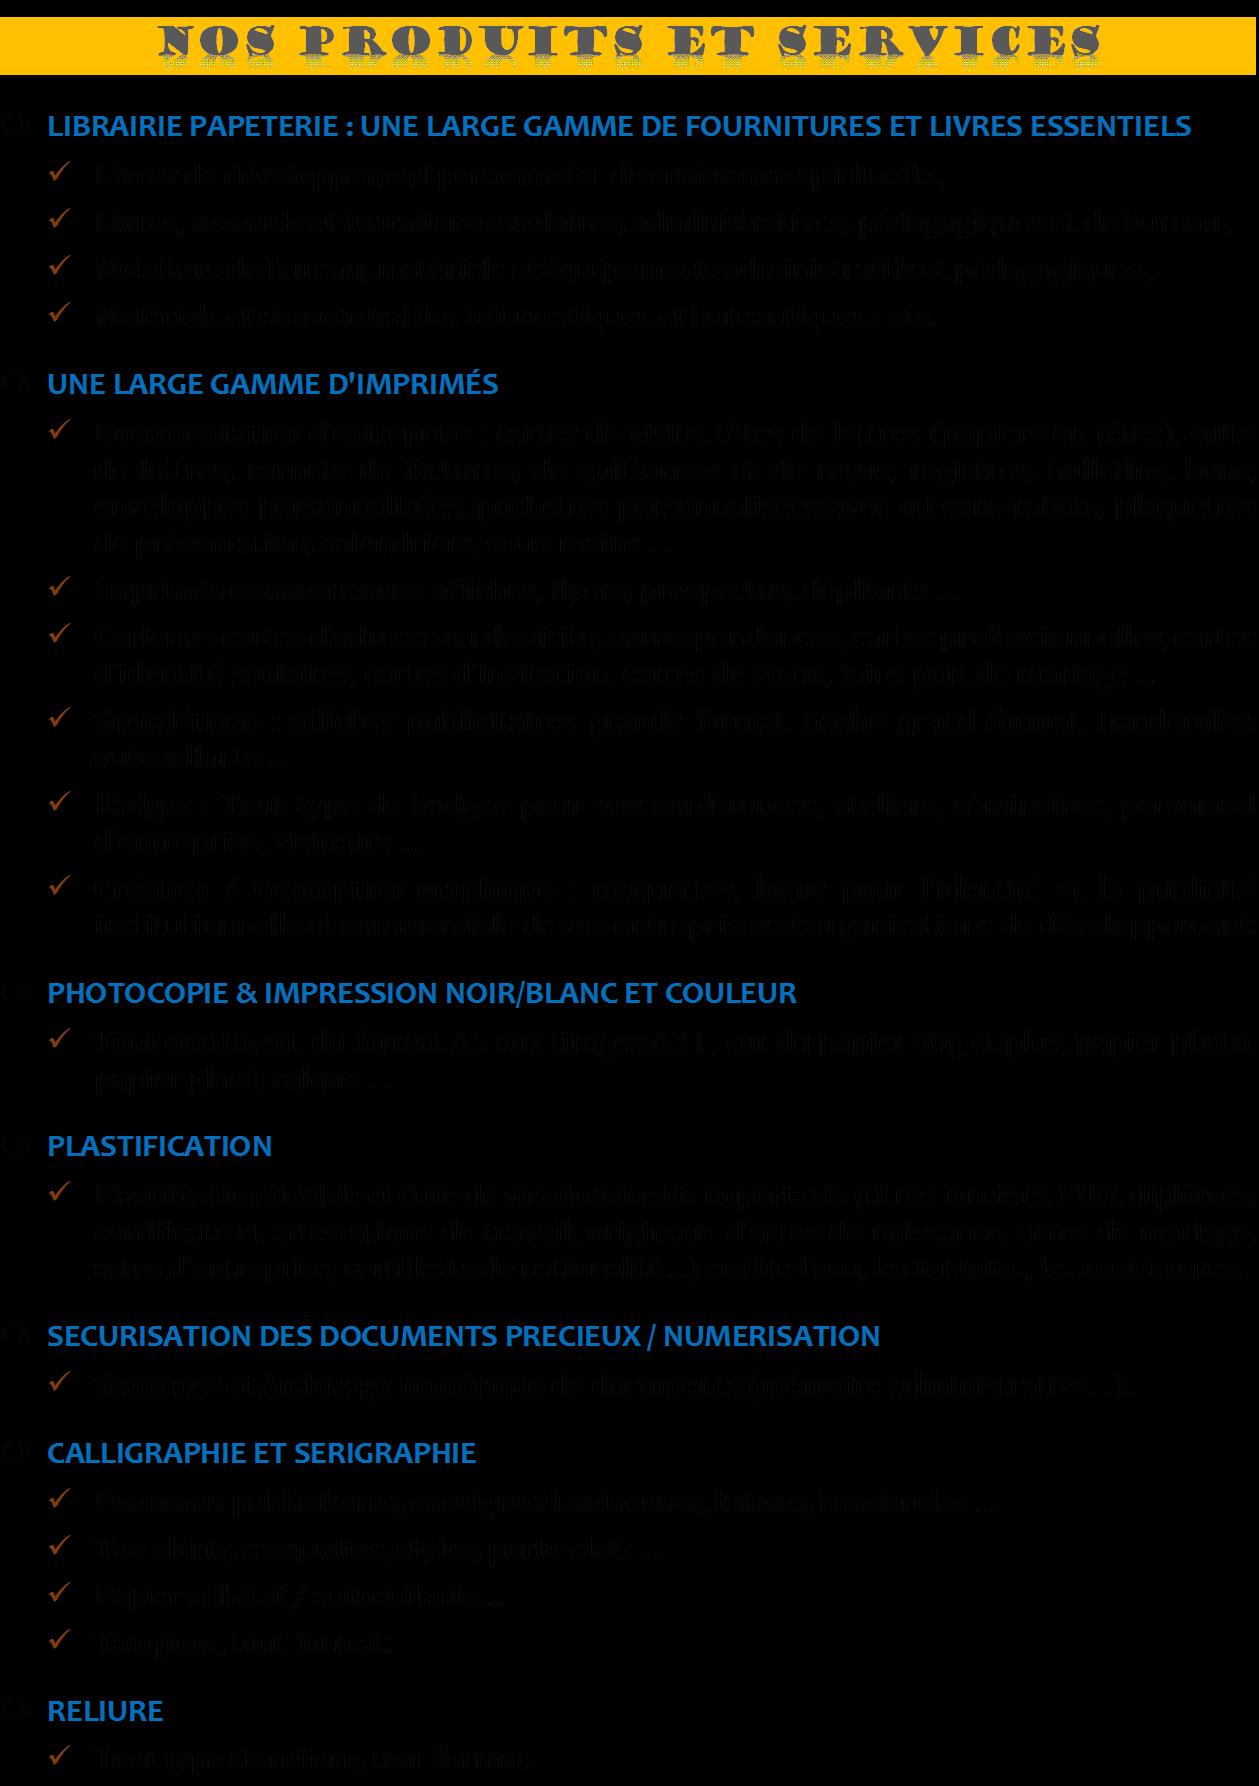 NOS PRODUITS ET SERVICES
LIBRAIRIE PAPETERIE : UNE LARGE GAMME DE FOURNITURES ET LIVRES ESSENTIELS
Livres de développement personnel et de croissance spirituelle ;
Livres, manuels et fournitures scolaires, administratives, pédagogiques et de bureau ;
Mobiliers de bureau, matériels et équipements administratifs et pédagogiques ;
Matériels et consommables informatiques et bureautiques ; etc.
UNE LARGE GAMME D'IMPRIMÉS
Documentation d'entreprise : cartes de visite, têtes de lettres (papiers en têtes), suite
de lettres, carnets de factures, de quittances et de reçus, registres, bulletins, bons,
enveloppes personnalisées, pochettes personnalisées avec ou sans rabats, plaquettes
de présentation, calendriers, sous-mains ...
Imprimés commerciaux : affiches, flyers, prospectus, dépliants ...
Carterie : cartes d'adresse ou de visite, correspondances, cartes professionnelles, cartes
d'identité scolaires, cartes d'invitation, cartes de vœux, faire-part de mariage ...
Signalétique : affiches publicitaires grands format, bâche grand format, banderoles,
autocollants ...
Badges : Tout type de badges pour vos conférences, ateliers, séminaires, personnel
d'entreprise, visiteurs ...
Création / Conception graphique : maquettes, logos pour l'identité et la publicité
institutionnelle et commerciale de vos entreprises et organisations de développement.
PHOTOCOPIE & IMPRESSION NOIR/BLANC ET COULEUR
Tout document, du format A5 aux tirages A3+, sur du papier 90g et plus, papier photo,
papier glacé, calque ...
PLASTIFICATION
Plastification flexible et dure de vos documents importants (titres fonciers, PUH, diplômes,
certificats et attestations de travail, originaux d'actes de naissance, actes de mariage,
actes d'entreprise, certificats de nationalité...) contre l'eau, les termites, les moisissures.
SECURISATION DES DOCUMENTS PRECIEUX / NUMERISATION
Scannage et Archivage numérique de documents (mémoire administrative...).
CALLIGRAPHIE ET SERIGRAPHIE
Panneaux publicitaires, enseignes lumineuses, totems, banderoles ...
Tee-shirts, casquettes, stylos, porte-clefs ...
Papier adhésif / autocollants ...
Tampons, tout format.
RELIURE
Tout type de reliure, tout format.